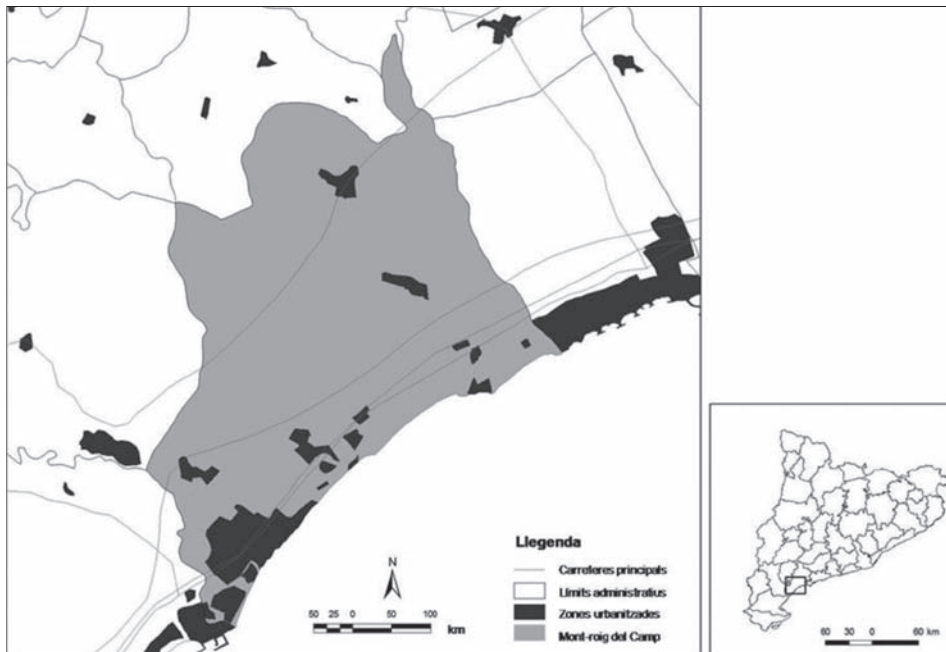 N
50 25 0 50 100
km
Llegenda
Carreteres principals
Límits administratius
Zones urbanitzades
Mont-roig del Camp
60 30 0 60 km